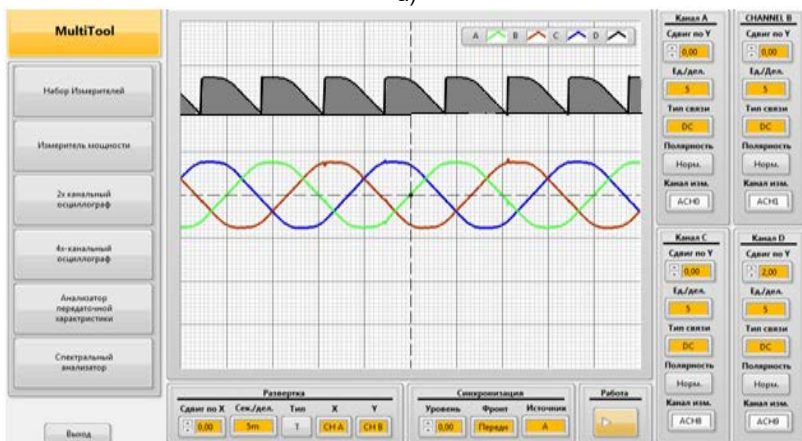 а)
MultiTool
Набор Измерителей
Измеритель мощности
2х канальный
осциллограф
4х-канальный
осциллограф
Анализатор
передаточной
характристики
Спектральный
анализатор
Выход
A B C D
Канал A
Сдвиг по Y
0,00
Ед./дел.
5
Тип связи
DC
Полярность
Норм.
Канал изм.
ACH0
CHANNEL B
Сдвиг по Y
0,00
Ед./Дел.
5
Тип связи
DC
Полярность
Норм.
Канал изм.
ACH1
Канал C
Сдвиг по Y
0,00
Ед./дел.
5
Тип связи
DC
Полярность
Норм.
Канал изм.
Канал D
Сдвиг по Y
2,00
Ед./дел.
5
Тип связи
DC
Полярность
Норм.
Канал изм.
Развертка
Сдвиг по X Сек./дел. Тип X Y
0,00 5m T CH A CH B
Синхронизация
Уровень Фронт Источник
0,00 Передн A
Работа